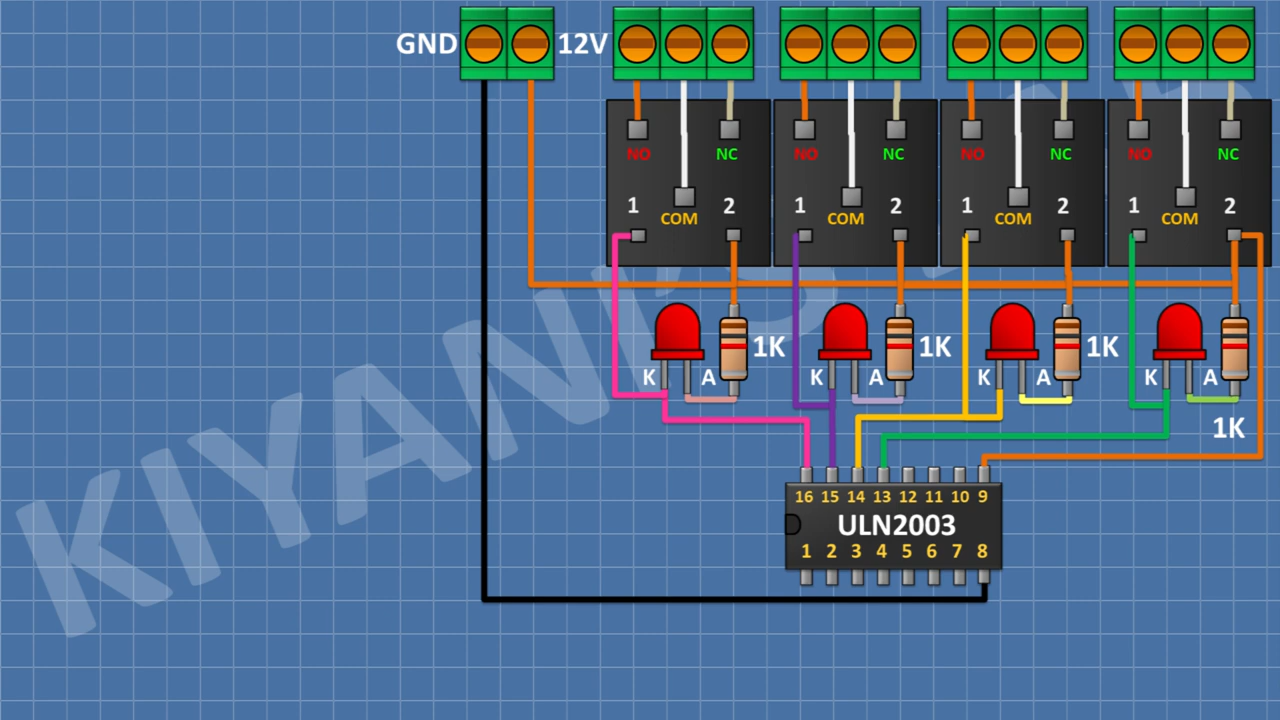 GND 12V
NO NC NO NC NO NC NO NC
1 2 1 2 1 2 1 2
COM COM COM COM
1K 1K 1K
K A K A K A K A
1K
16 15 14 13 12 11 10 9
ULN2003
1 2 3 4 5 6 7 8
KIYANI'S